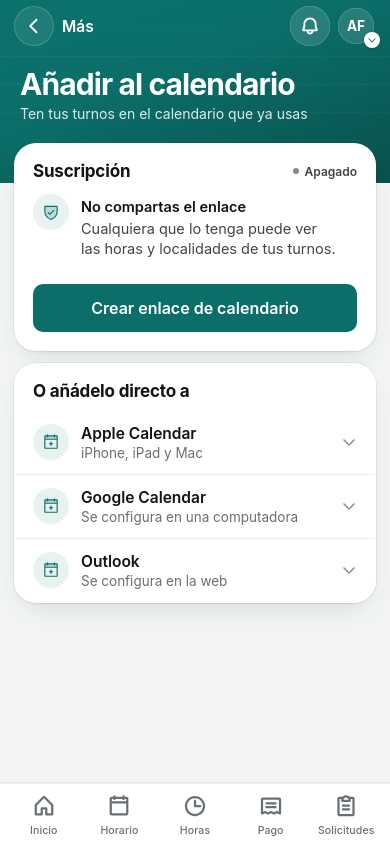 Más
AF
Añadir al calendario
Ten tus turnos en el calendario que ya usas
Suscripción
Apagado
No compartas el enlace
Cualquiera que lo tenga puede ver
las horas y localidades de tus turnos.
Crear enlace de calendario
O añádelo directo a
Apple Calendar
iPhone, iPad y Mac
Google Calendar
Se configura en una computadora
Outlook
Se configura en la web
Inicio
Horario
Horas
Pago
Solicitudes